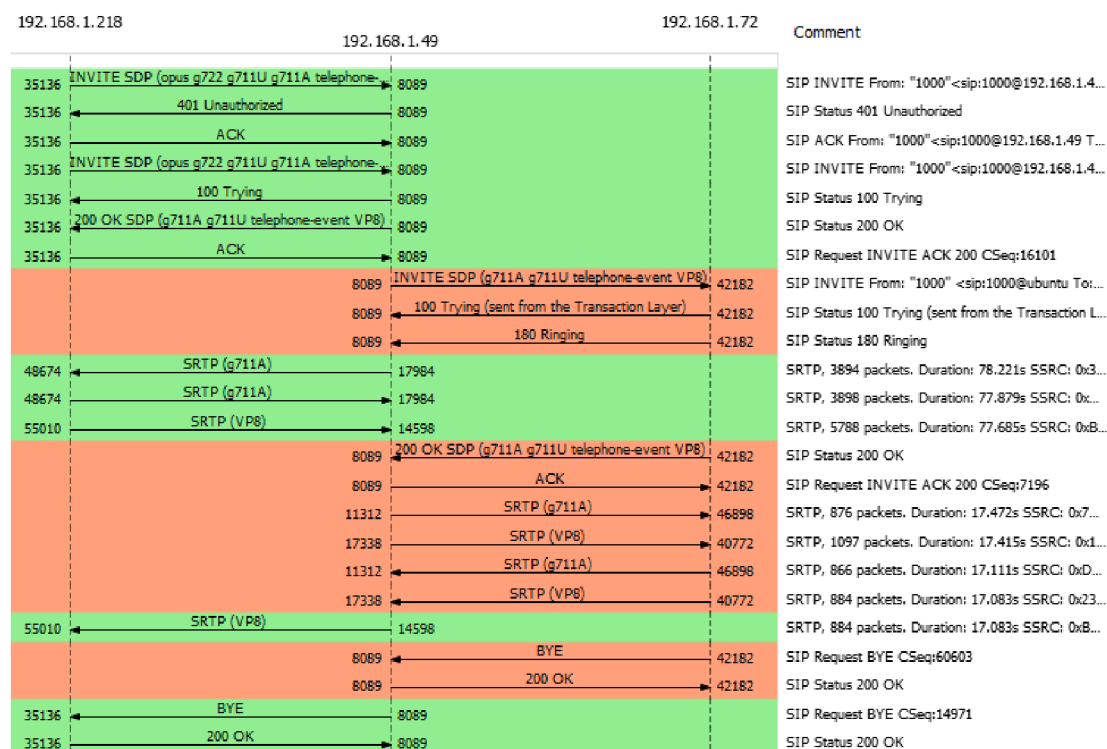 192.168.1.218 192.168.1.49 192.168.1.72 Comment
35136 INVITE SDP (opus g722 g711U g711A telephone-... 8089 SIP INVITE From: "1000"<sip:1000@192.168.1.4...
35136 401 Unauthorized 8089 SIP Status 401 Unauthorized
35136 ACK 8089 SIP ACK From: "1000"<sip:1000@192.168.1.49 T...
35136 INVITE SDP (opus g722 g711U g711A telephone-... 8089 SIP INVITE From: "1000"<sip:1000@192.168.1.4...
35136 100 Trying 8089 SIP Status 100 Trying
35136 200 OK SDP (g711A g711U telephone-event VP8) 8089 SIP Status 200 OK
35136 ACK 8089 SIP Request INVITE ACK 200 CSeq:16101
8089 INVITE SDP (g711A g711U telephone-event VP8) 42182 SIP INVITE From: "1000" <sip:1000@ubuntu To:...
8089 100 Trying (sent from the Transaction Layer) 42182 SIP Status 100 Trying (sent from the Transaction L...
8089 180 Ringing 42182 SIP Status 180 Ringing
48674 SRTP (g711A) 17984 SRTP, 3894 packets. Duration: 78.221s SSRC: 0x3...
48674 SRTP (g711A) 17984 SRTP, 3898 packets. Duration: 77.879s SSRC: 0x...
55010 SRTP (VP8) 14598 SRTP, 5788 packets. Duration: 77.685s SSRC: 0xB...
8089 200 OK SDP (g711A g711U telephone-event VP8) 42182 SIP Status 200 OK
8089 ACK 42182 SIP Request INVITE ACK 200 CSeq:7196
11312 SRTP (g711A) 46898 SRTP, 876 packets. Duration: 17.472s SSRC: 0x7...
17338 SRTP (VP8) 40772 SRTP, 1097 packets. Duration: 17.415s SSRC: 0x1...
11312 SRTP (g711A) 46898 SRTP, 866 packets. Duration: 17.111s SSRC: 0xD...
17338 SRTP (VP8) 40772 SRTP, 884 packets. Duration: 17.083s SSRC: 0x23...
55010 SRTP (VP8) 14598 SRTP, 884 packets. Duration: 17.083s SSRC: 0xB...
8089 BYE 42182 SIP Request BYE CSeq:60603
8089 200 OK 42182 SIP Status 200 OK
35136 BYE 8089 SIP Request BYE CSeq:14971
35136 200 OK 8089 SIP Status 200 OK